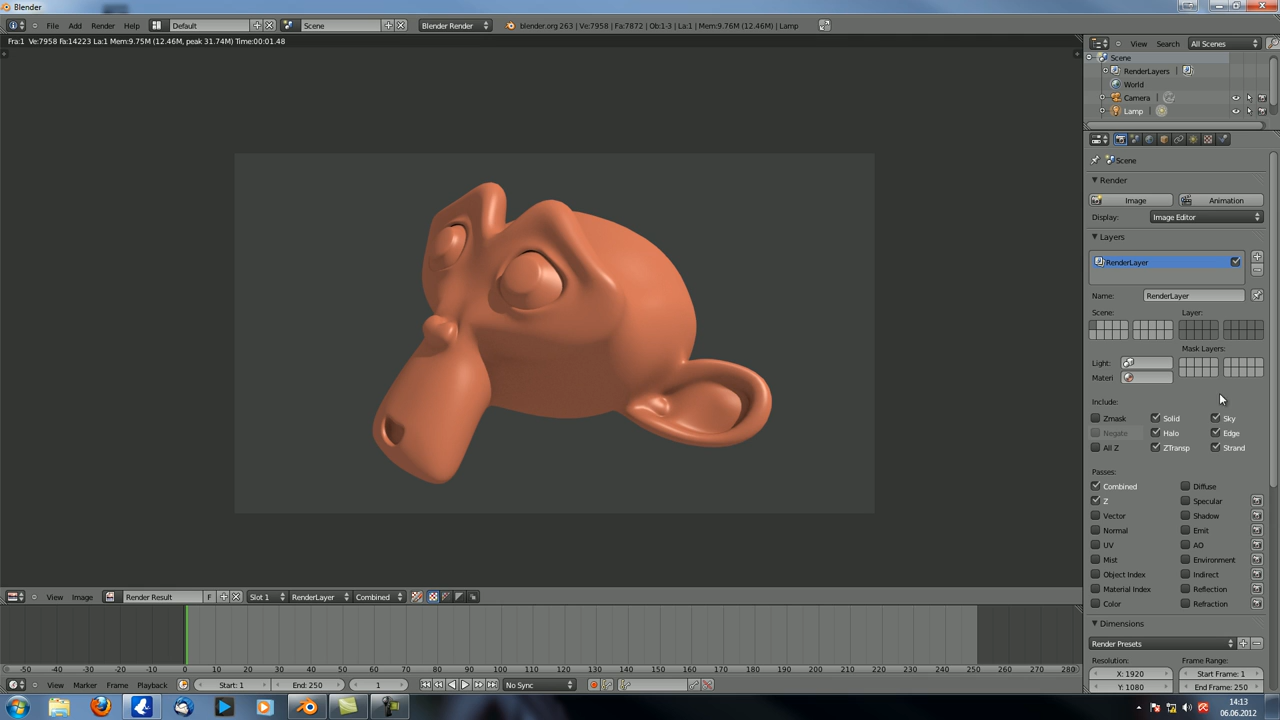 Blender
File Add Render Help Default Scene Blender Render blender.org 263 | Ve:7958 | Fa:7872 | Ob:1-3 | La:1 | Mem:9.76M (12.46M) | Lamp
View Search All Scenes
Fra:1 Ve:7958 Fa:14223 La:1 Mem:9.75M (12.46M, peak 31.74M) Time:00:01.48
Scene
RenderLayers |
World
Camera |
Lamp |
Scene
Render
Image Animation
Display: Image Editor
Layers
RenderLayer
Name: RenderLayer
Scene: Layer:
Mask Layers:
Light:
Materi
Include:
Zmask Solid Sky
Negate Halo Edge
All Z ZTransp Strand
Passes:
Combined Diffuse
Z Specular
Vector Shadow
Normal Emit
UV AO
Mist Environment
Object Index Indirect
Material Index Reflection
Color Refraction
Dimensions
Render Presets
Resolution: Frame Range:
X: 1920 Start Frame: 1
Y: 1080 End Frame: 250
View Image Render Result F Slot 1 RenderLayer Combined
-50 -40 -30 -20 -10 0 10 20 30 40 50 60 70 80 90 100 110 120 130 140 150 160 170 180 190 200 210 220 230 240 250 260 270 280
View Marker Frame Playback Start: 1 End: 250 1 No Sync
14:13
06.06.2012